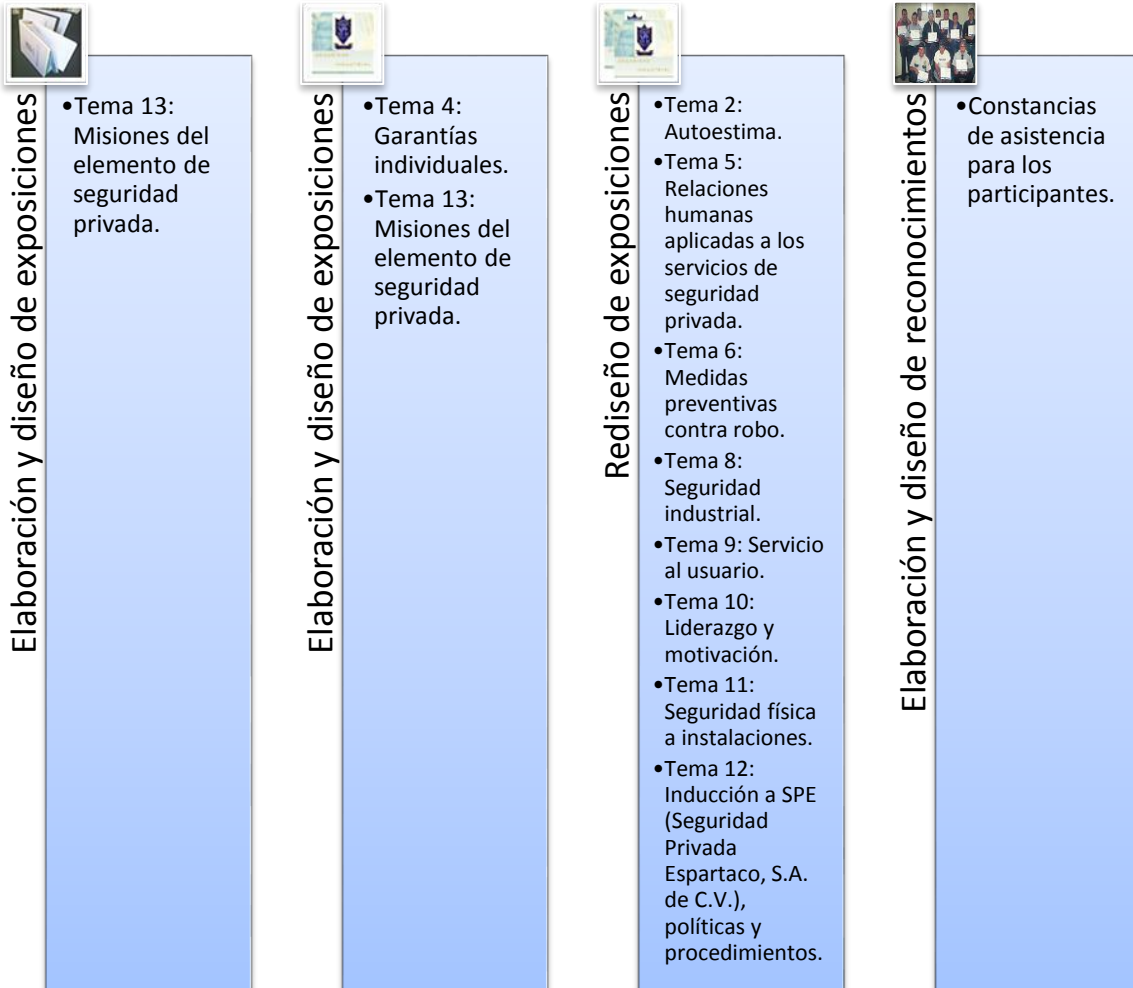 Elaboración y diseño de exposiciones
•Tema 13:
Misiones del
elemento de
seguridad
privada.
Elaboración y diseño de exposiciones
•Tema 4:
Garantías
individuales.
•Tema 13:
Misiones del
elemento de
seguridad
privada.
Rediseño de exposiciones
•Tema 2:
Autoestima.
•Tema 5:
Relaciones
humanas
aplicadas a los
servicios de
seguridad
privada.
•Tema 6:
Medidas
preventivas
contra robo.
•Tema 8:
Seguridad
industrial.
•Tema 9: Servicio
al usuario.
•Tema 10:
Liderazgo y
motivación.
•Tema 11:
Seguridad física
a instalaciones.
•Tema 12:
Inducción a SPE
(Seguridad
Privada
Espartaco, S.A.
de C.V.),
políticas y
procedimientos.
Elaboración y diseño de reconocimientos
•Constancias
de asistencia
para los
participantes.